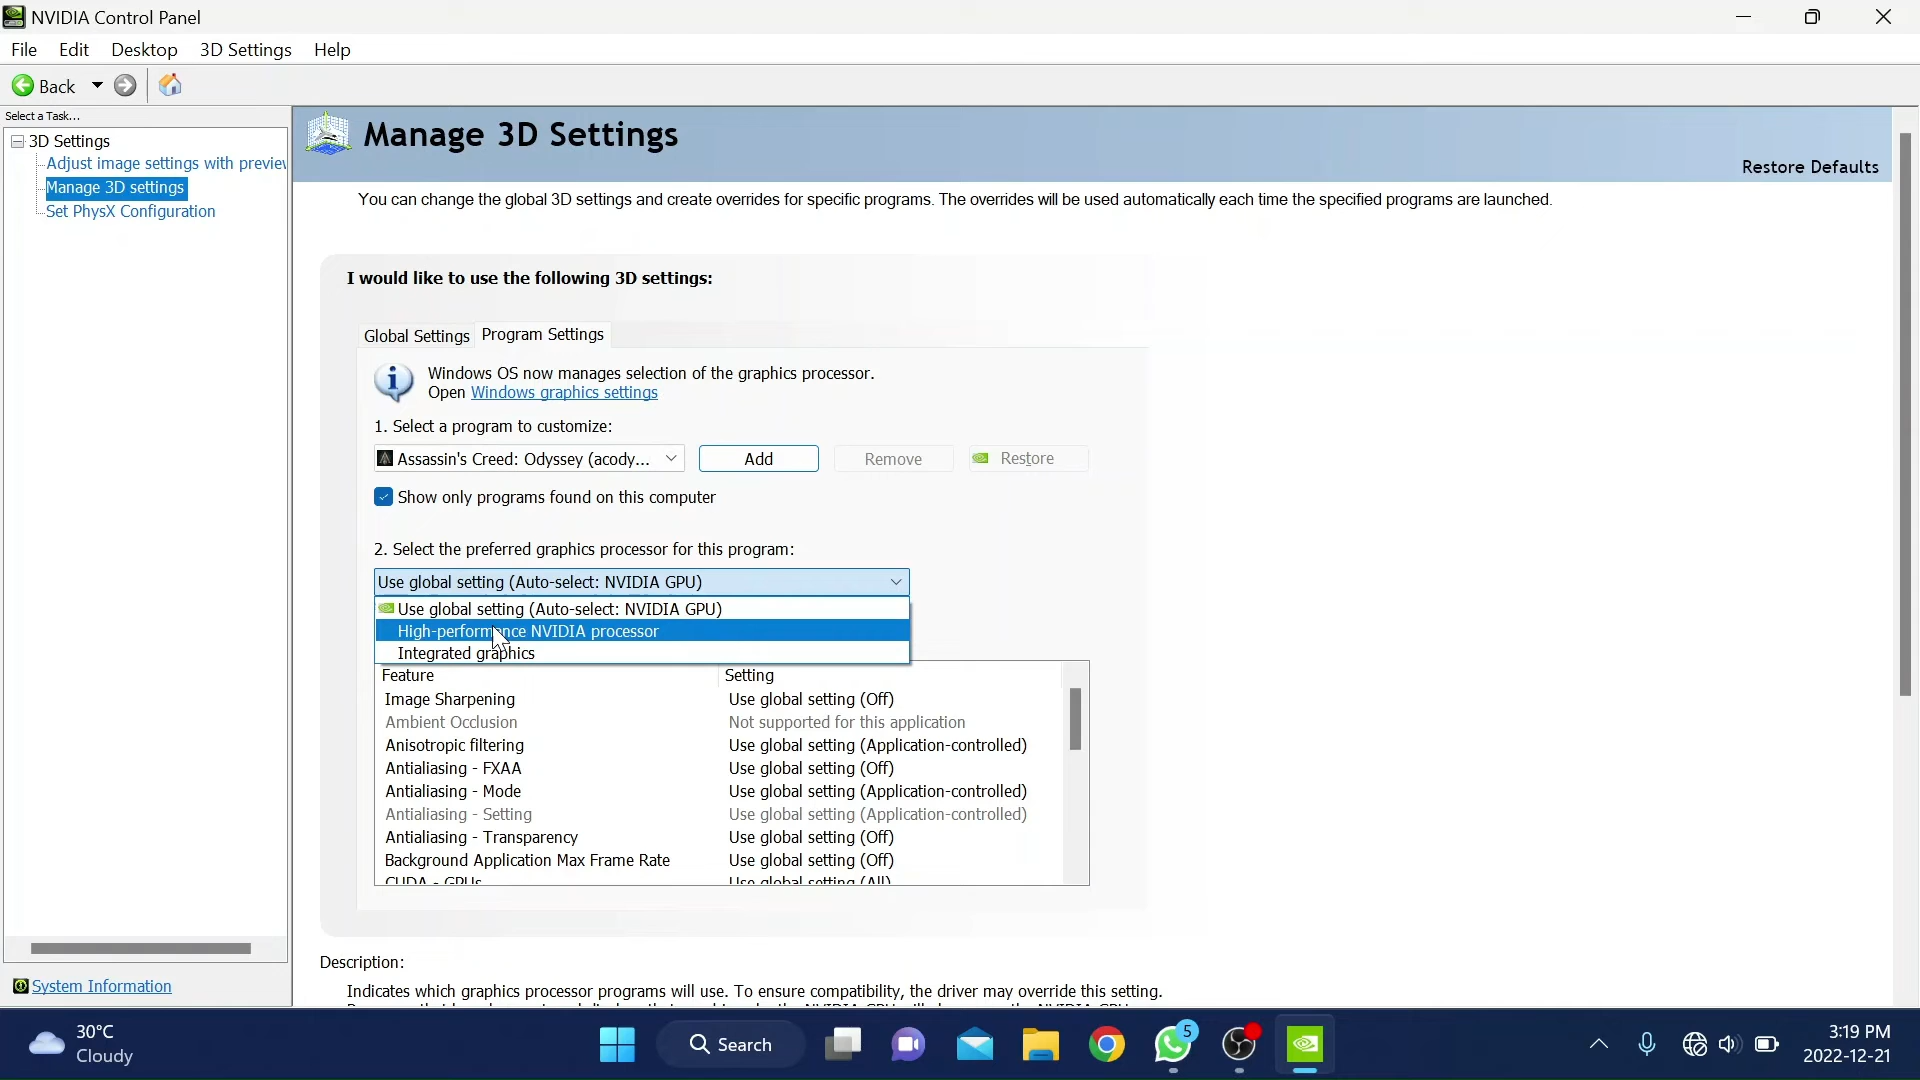 NVIDIA Control Panel
File Edit Desktop 3D Settings Help
Back
Select a Task...
3D Settings
Adjust image settings with preview
Manage 3D settings
Set PhysX Configuration
System Information
Manage 3D Settings
Restore Defaults
You can change the global 3D settings and create overrides for specific programs. The overrides will be used automatically each time the specified programs are launched.
I would like to use the following 3D settings:
Global Settings Program Settings
Windows OS now manages selection of the graphics processor.
Open Windows graphics settings
1. Select a program to customize:
Assassin's Creed: Odyssey (acody... Add Remove Restore
Show only programs found on this computer
2. Select the preferred graphics processor for this program:
Use global setting (Auto-select: NVIDIA GPU)
Use global setting (Auto-select: NVIDIA GPU)
High-performance NVIDIA processor
Integrated graphics
Feature Setting
Image Sharpening Use global setting (Off)
Ambient Occlusion Not supported for this application
Anisotropic filtering Use global setting (Application-controlled)
Antialiasing - FXAA Use global setting (Off)
Antialiasing - Mode Use global setting (Application-controlled)
Antialiasing - Setting Use global setting (Application-controlled)
Antialiasing - Transparency Use global setting (Off)
Background Application Max Frame Rate Use global setting (Off)
CUDA - GPUs Use global setting (All)
Description:
Indicates which graphics processor programs will use. To ensure compatibility, the driver may override this setting.
30°C
Cloudy
Search
5
3:19 PM
2022-12-21